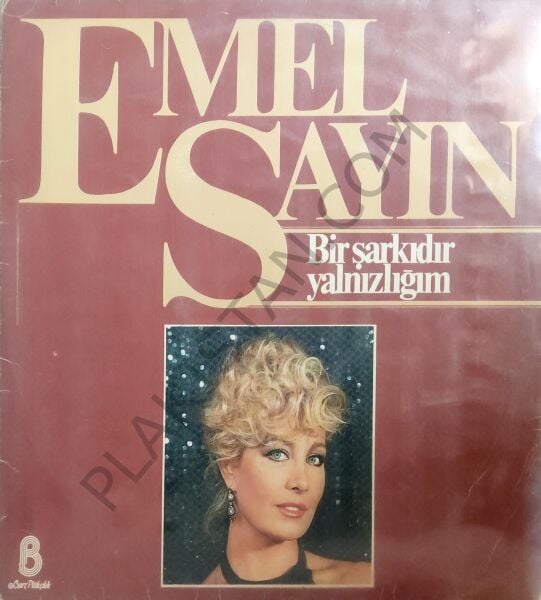 EMEL
SAYIN
Bir şarkıdır
yalnızlığım
PLAKSTAN.COM
B